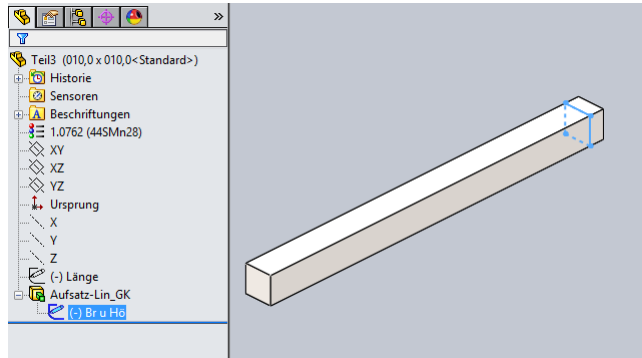 »
Teil3 (010,0 x 010,0<Standard>)
Historie
Sensoren
Beschriftungen
1.0762 (44SMn28)
XY
XZ
YZ
Ursprung
X
Y
Z
(-) Länge
Aufsatz-Lin_GK
(-) Br u Hö